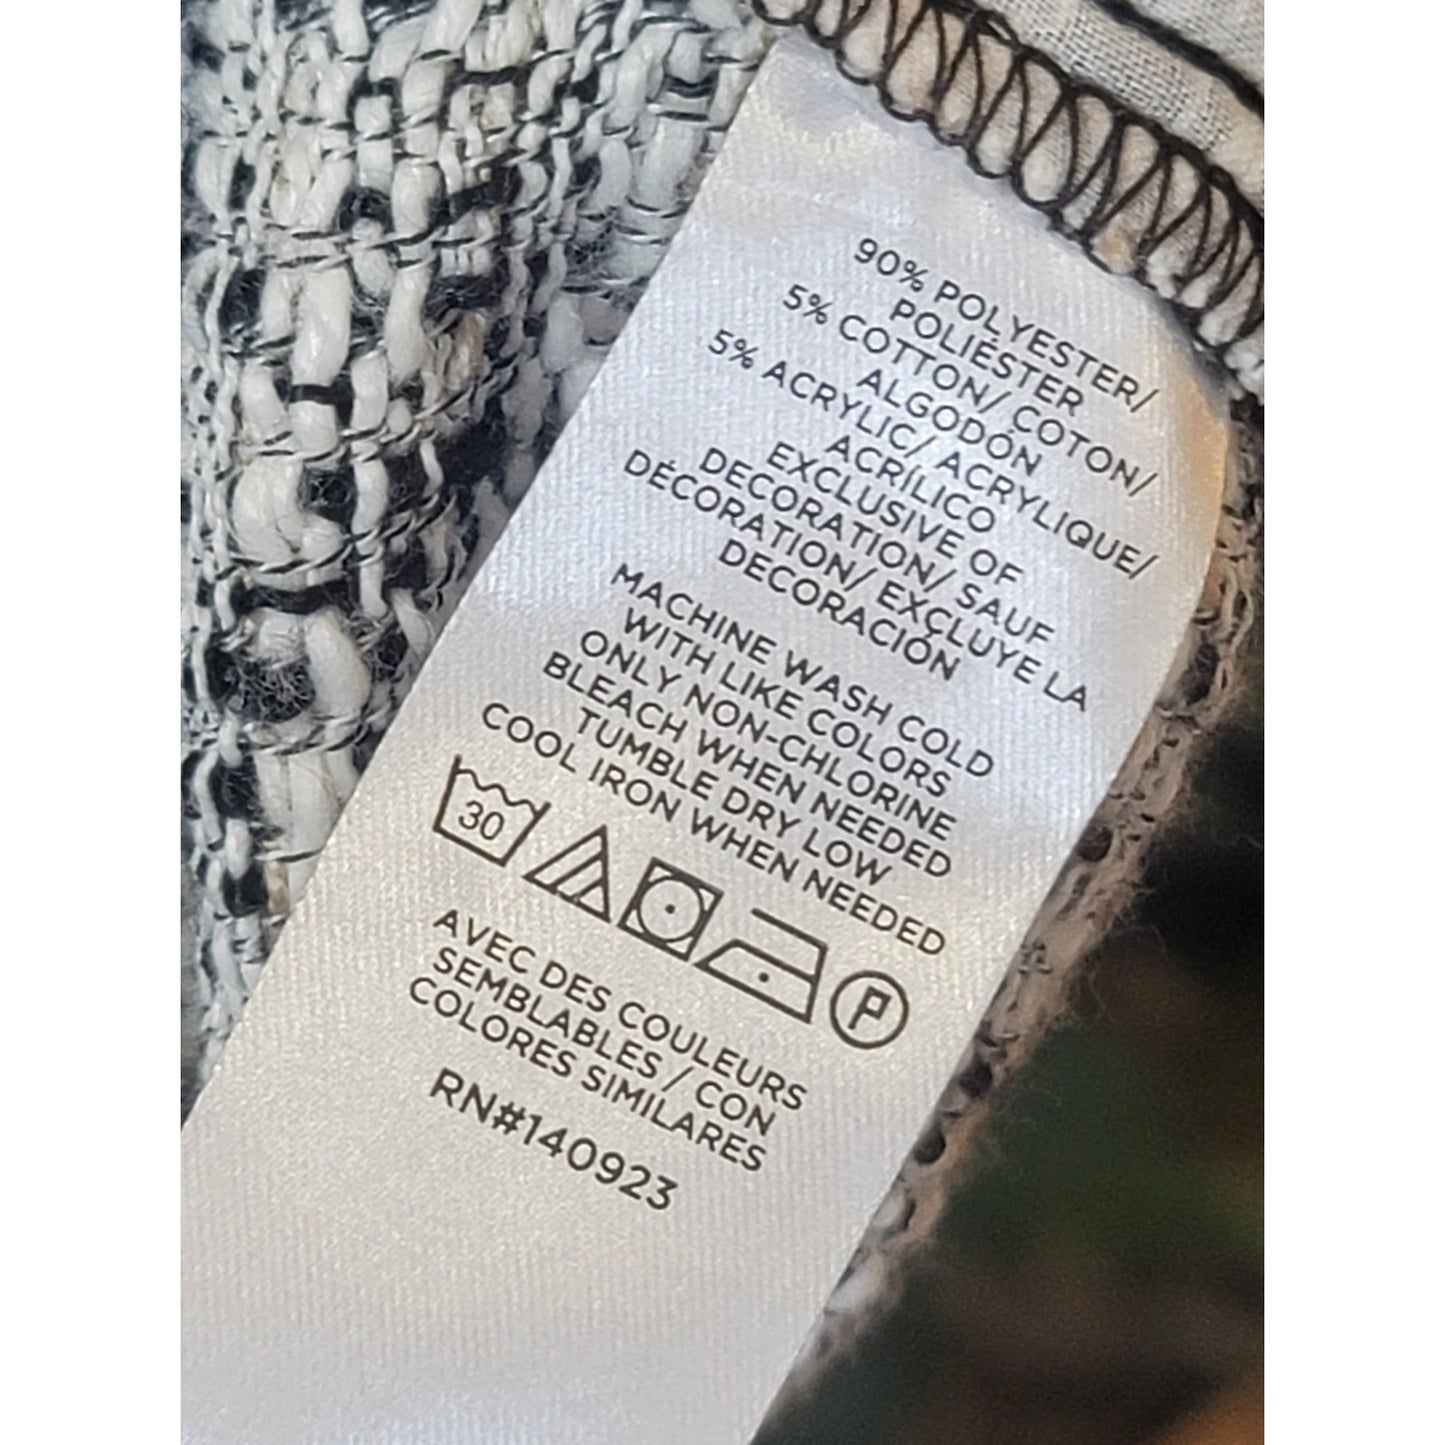 90% POLYESTER/
POLIÉSTER
5% COTTON/ COTON/
ALGODÓN
5% ACRYLIC/ ACRYLIQUE/
ACRÍLICO
EXCLUSIVE OF
DECORATION/ SAUF
DÉCORATION/ EXCLUYE LA
DECORACIÓN
MACHINE WASH COLD
WITH LIKE COLORS
ONLY NON-CHLORINE
BLEACH WHEN NEEDED
TUMBLE DRY LOW
COOL IRON WHEN NEEDED
30 P
AVEC DES COULEURS
SEMBLABLES / CON
COLORES SIMILARES
RN#140923